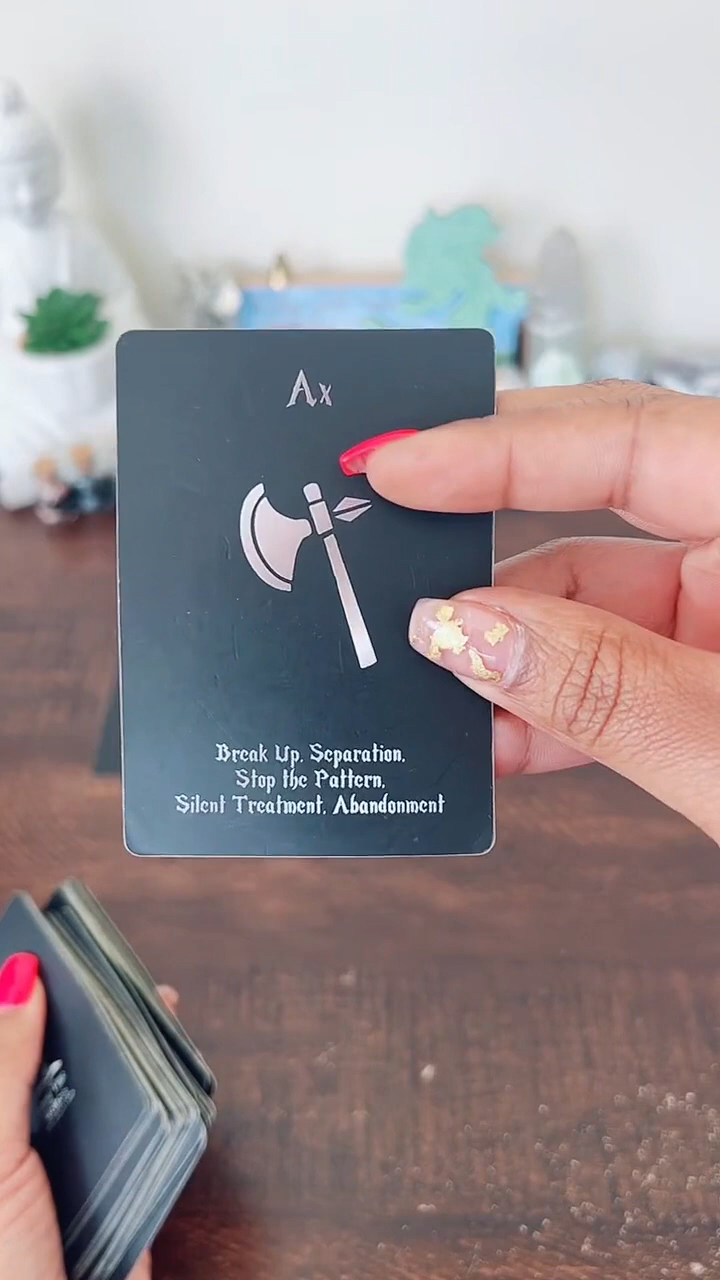 Ax
Break Up, Separation,
Stop the Pattern,
Silent Treatment, Abandonment